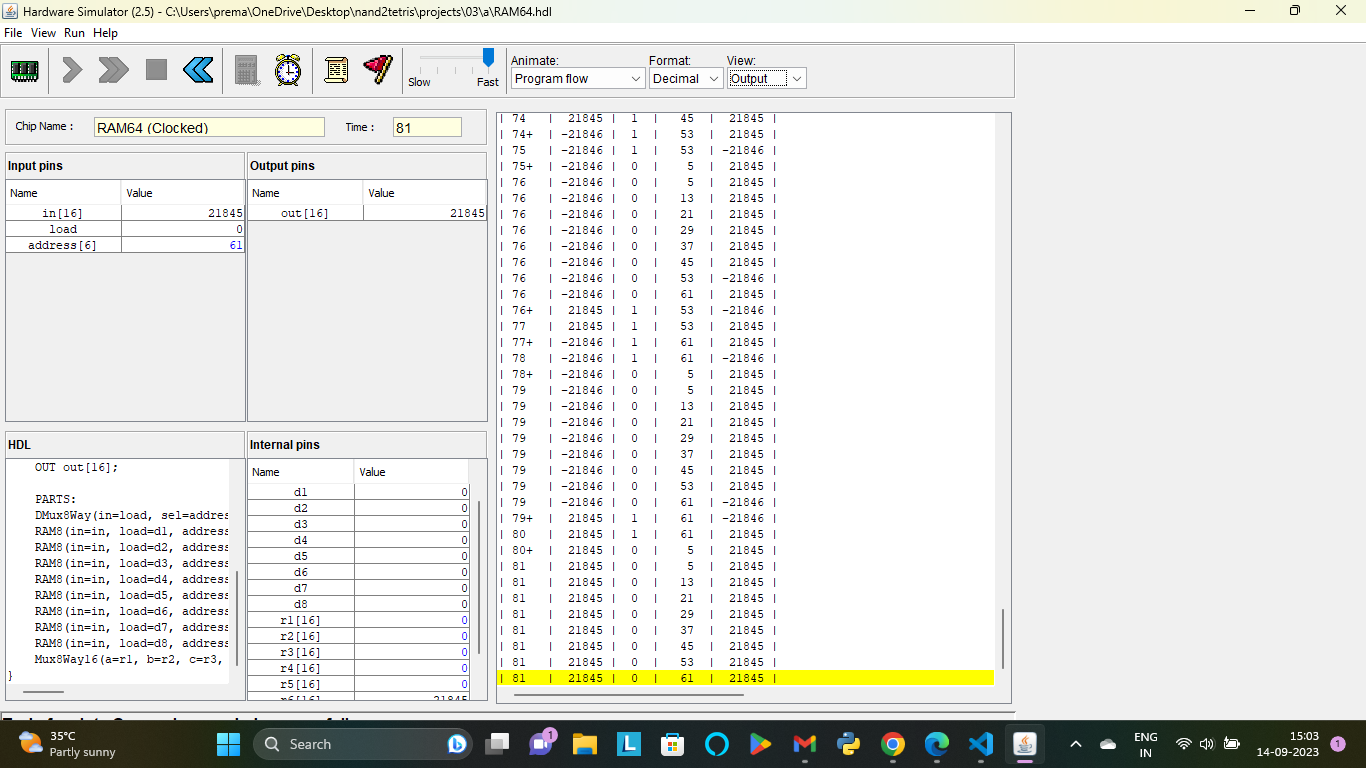 Hardware Simulator (2.5) - C:\Users\prema\OneDrive\Desktop\nand2tetris\projects\03\a\RAM64.hdl
File View Run Help
Slow Fast
Animate: Format: View:
Program flow Decimal Output
Chip Name : RAM64 (Clocked) Time : 81
Input pins
Name Value
in[16] 21845
load 0
address[6] 61
Output pins
Name Value
out[16] 21845
HDL
OUT out[16];
PARTS:
DMux8Way(in=load, sel=addres
RAM8(in=in, load=d1, address
RAM8(in=in, load=d2, address
RAM8(in=in, load=d3, address
RAM8(in=in, load=d4, address
RAM8(in=in, load=d5, address
RAM8(in=in, load=d6, address
RAM8(in=in, load=d7, address
RAM8(in=in, load=d8, address
Mux8Way16(a=r1, b=r2, c=r3,
}
Internal pins
Name Value
d1 0
d2 0
d3 0
d4 0
d5 0
d6 0
d7 0
d8 0
r1[16] 0
r2[16] 0
r3[16] 0
r4[16] 0
r5[16] 0
r6[16] 21845
| 74 | 21845 | 1 | 45 | 21845 |
| 74+ | -21846 | 1 | 53 | 21845 |
| 75 | -21846 | 1 | 53 | -21846 |
| 75+ | -21846 | 0 | 5 | 21845 |
| 76 | -21846 | 0 | 5 | 21845 |
| 76 | -21846 | 0 | 13 | 21845 |
| 76 | -21846 | 0 | 21 | 21845 |
| 76 | -21846 | 0 | 29 | 21845 |
| 76 | -21846 | 0 | 37 | 21845 |
| 76 | -21846 | 0 | 45 | 21845 |
| 76 | -21846 | 0 | 53 | -21846 |
| 76 | -21846 | 0 | 61 | 21845 |
| 76+ | 21845 | 1 | 53 | -21846 |
| 77 | 21845 | 1 | 53 | 21845 |
| 77+ | -21846 | 1 | 61 | 21845 |
| 78 | -21846 | 1 | 61 | -21846 |
| 78+ | -21846 | 0 | 5 | 21845 |
| 79 | -21846 | 0 | 5 | 21845 |
| 79 | -21846 | 0 | 13 | 21845 |
| 79 | -21846 | 0 | 21 | 21845 |
| 79 | -21846 | 0 | 29 | 21845 |
| 79 | -21846 | 0 | 37 | 21845 |
| 79 | -21846 | 0 | 45 | 21845 |
| 79 | -21846 | 0 | 53 | 21845 |
| 79 | -21846 | 0 | 61 | -21846 |
| 79+ | 21845 | 1 | 61 | -21846 |
| 80 | 21845 | 1 | 61 | 21845 |
| 80+ | 21845 | 0 | 5 | 21845 |
| 81 | 21845 | 0 | 5 | 21845 |
| 81 | 21845 | 0 | 13 | 21845 |
| 81 | 21845 | 0 | 21 | 21845 |
| 81 | 21845 | 0 | 29 | 21845 |
| 81 | 21845 | 0 | 37 | 21845 |
| 81 | 21845 | 0 | 45 | 21845 |
| 81 | 21845 | 0 | 53 | 21845 |
| 81 | 21845 | 0 | 61 | 21845 |
35°C
Partly sunny
Search
1
L
ENG
IN
15:03
14-09-2023
1